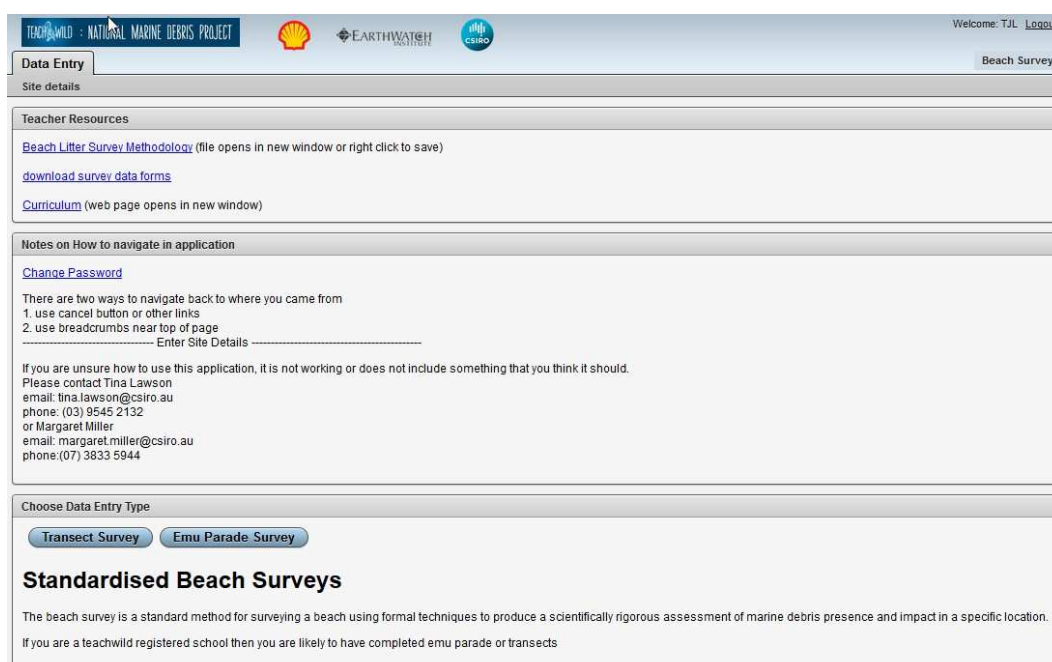 TEACHWILD : NATIONAL MARINE DEBRIS PROJECT
EARTHWATCH
INSTITUTE
CSIRO
Welcome: TJL Logou
Data Entry
Beach Survey
Site details
Teacher Resources
Beach Litter Survey Methodology (file opens in new window or right click to save)
download survey data forms
Curriculum (web page opens in new window)
Notes on How to navigate in application
Change Password
There are two ways to navigate back to where you came from
1. use cancel button or other links
2. use breadcrumbs near top of page
---------------------------------- Enter Site Details --------------------------------------------
If you are unsure how to use this application, it is not working or does not include something that you think it should.
Please contact Tina Lawson
email: tina.lawson@csiro.au
phone: (03) 9545 2132
or Margaret Miller
email: margaret.miller@csiro.au
phone:(07) 3833 5944
Choose Data Entry Type
Transect Survey Emu Parade Survey
Standardised Beach Surveys
The beach survey is a standard method for surveying a beach using formal techniques to produce a scientifically rigorous assessment of marine debris presence and impact in a specific location.
If you are a teachwild registered school then you are likely to have completed emu parade or transects